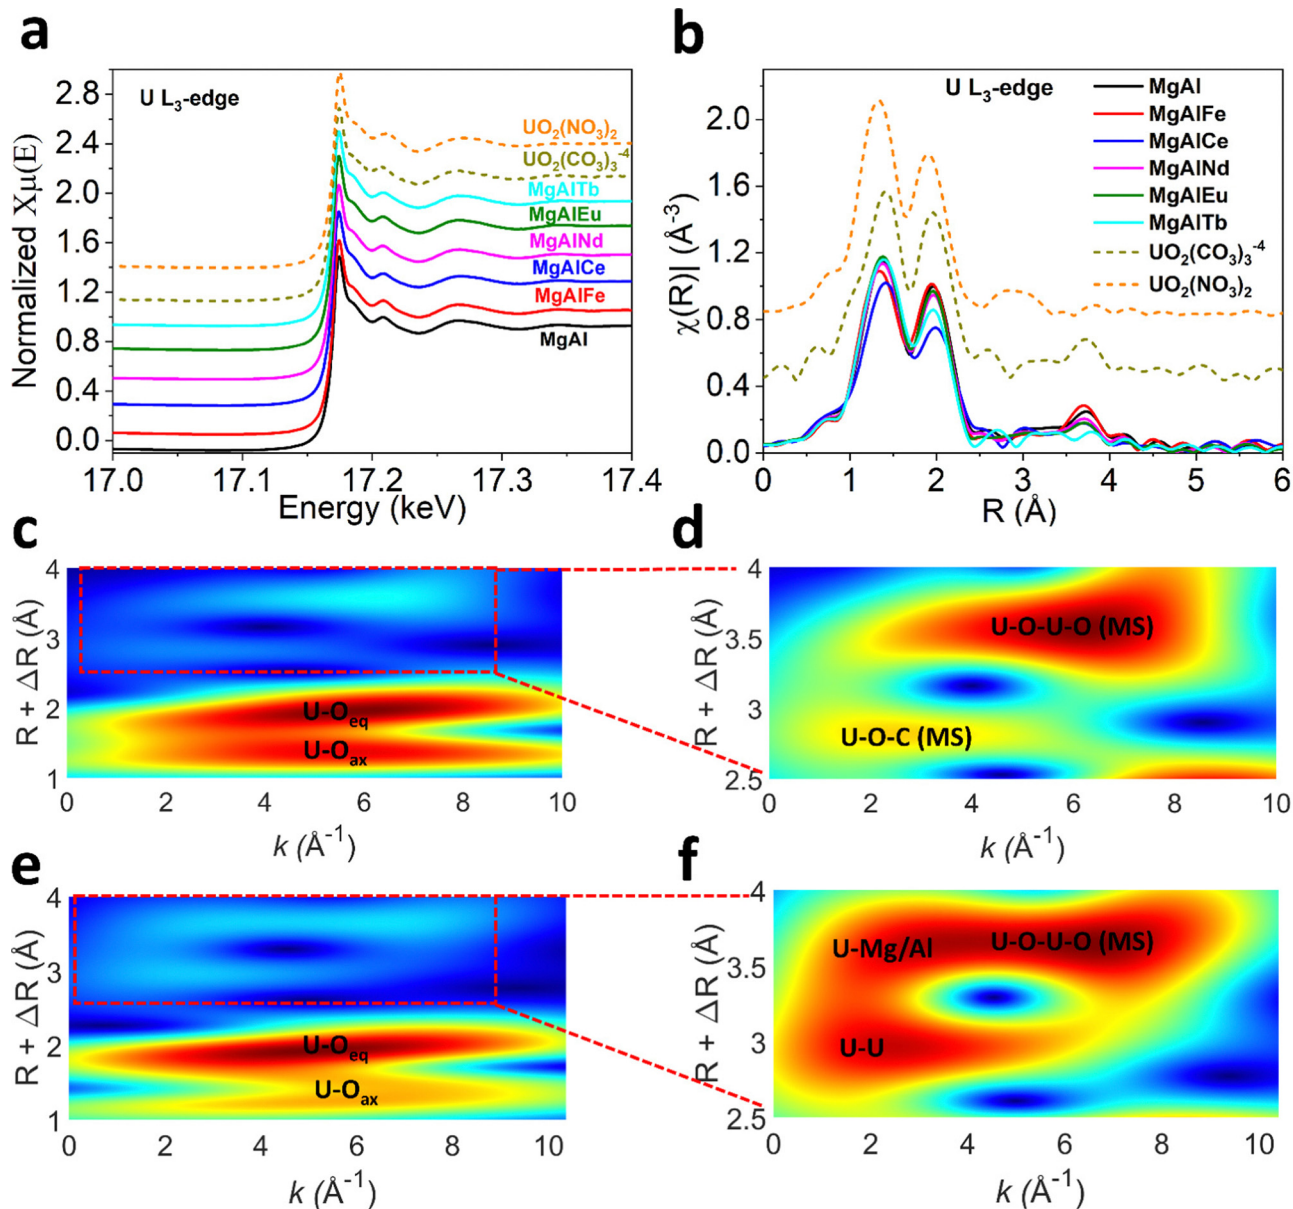 a
b
Normalized Χμ(E)
2.8
2.4
2.0
1.6
1.2
0.8
0.4
0.0
U L3-edge
UO2(NO3)2
UO2(CO3)3-4
MgAlTb
MgAlEu
MgAlNd
MgAlCe
MgAlFe
MgAl
17.0 17.1 17.2 17.3 17.4
Energy (keV)
χ(R)| (Å-3)
2.0
1.6
1.2
0.8
0.4
0.0
U L3-edge
MgAl
MgAlFe
MgAlCe
MgAlNd
MgAlEu
MgAlTb
UO2(CO3)3-4
UO2(NO3)2
0 1 2 3 4 5 6
R (Å)
c
d
R + ΔR (Å)
4
3
2
1
U-Oeq
U-Oax
0 2 4 6 8 10
k (Å-1)
R + ΔR (Å)
4
3.5
3
2.5
U-O-U-O (MS)
U-O-C (MS)
0 2 4 6 8 10
k (Å-1)
e
f
R + ΔR (Å)
4
3
2
1
U-Oeq
U-Oax
0 2 4 6 8 10
k (Å-1)
R + ΔR (Å)
4
3.5
3
2.5
U-Mg/Al
U-O-U-O (MS)
U-U
0 2 4 6 8 10
k (Å-1)